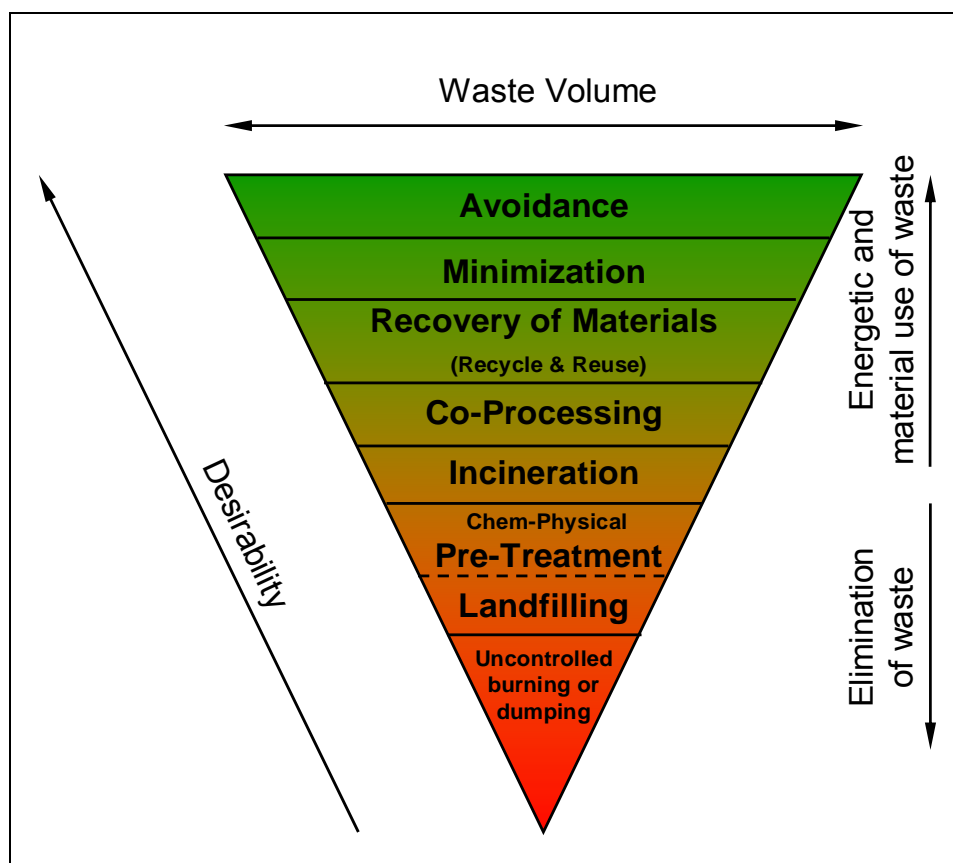 Waste Volume
Avoidance
Minimization
Recovery of Materials
(Recycle & Reuse)
Co-Processing
Incineration
Chem-Physical
Pre-Treatment
Landfilling
Uncontrolled
burning or
dumping
Desirability
Energetic and
material use of waste
Elimination
of waste